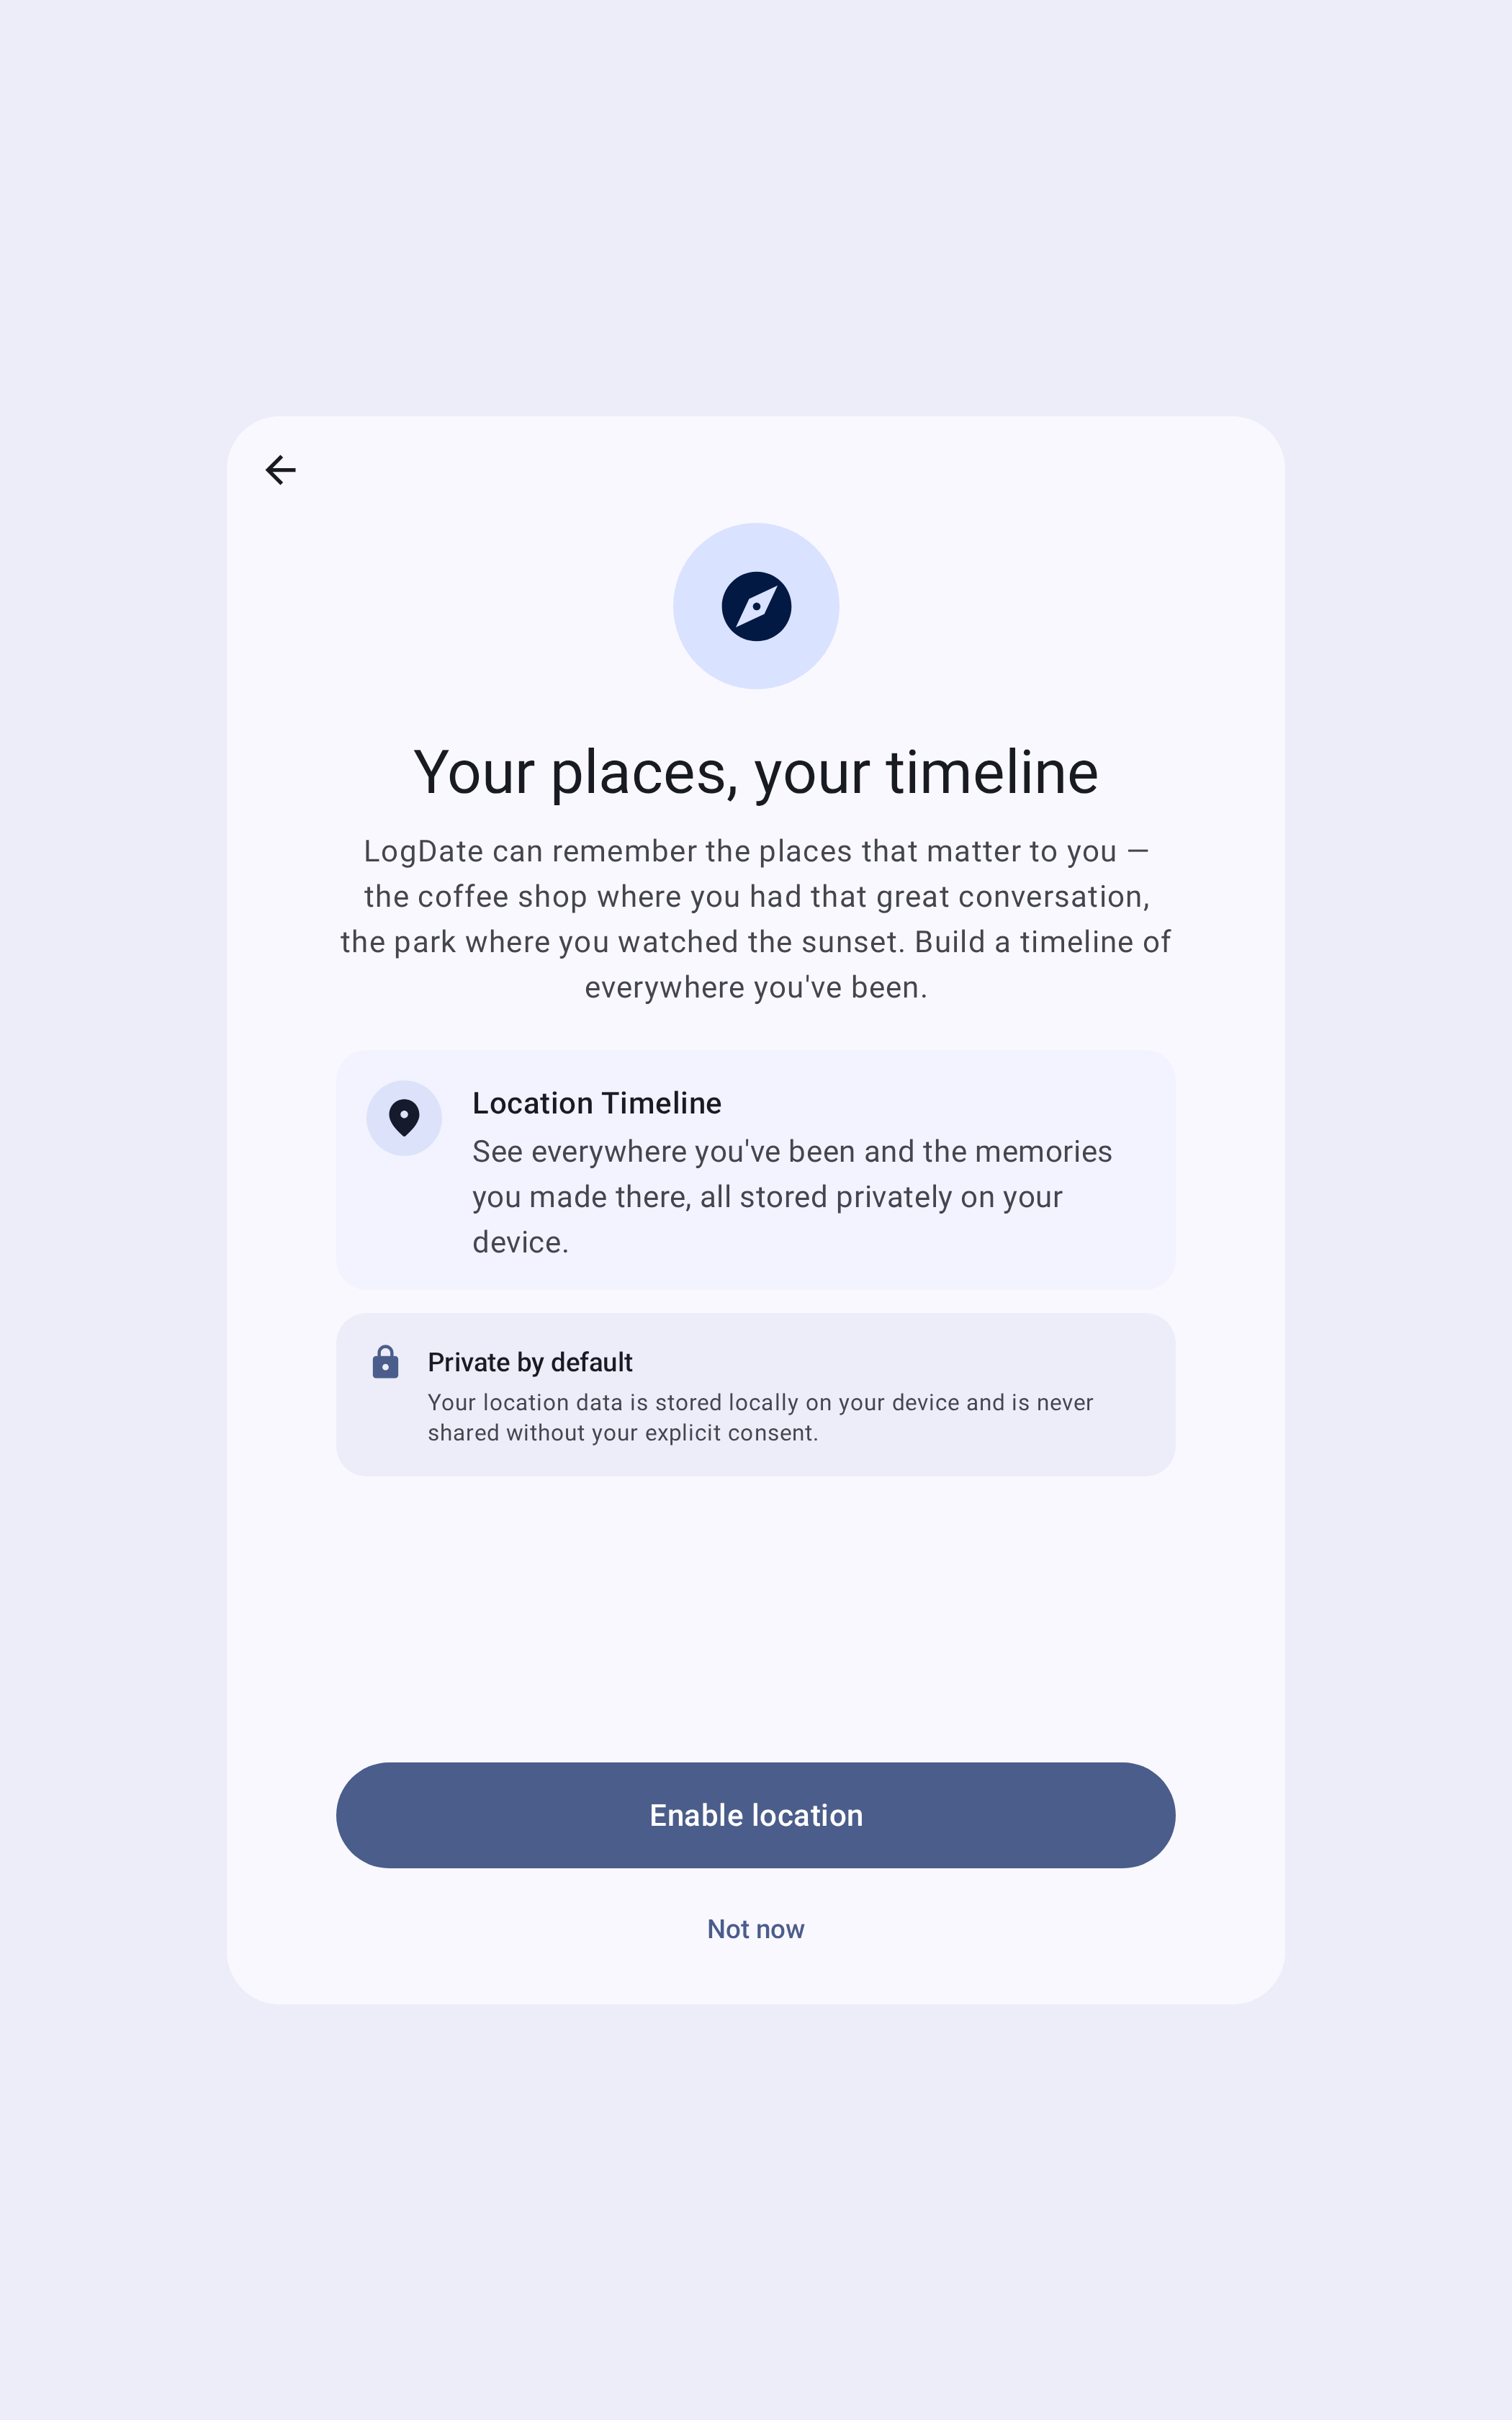 Your places, your timeline
LogDate can remember the places that matter to you —
the coffee shop where you had that great conversation,
the park where you watched the sunset. Build a timeline of
everywhere you've been.
Location Timeline
See everywhere you've been and the memories
you made there, all stored privately on your
device.
Private by default
Your location data is stored locally on your device and is never
shared without your explicit consent.
Enable location
Not now